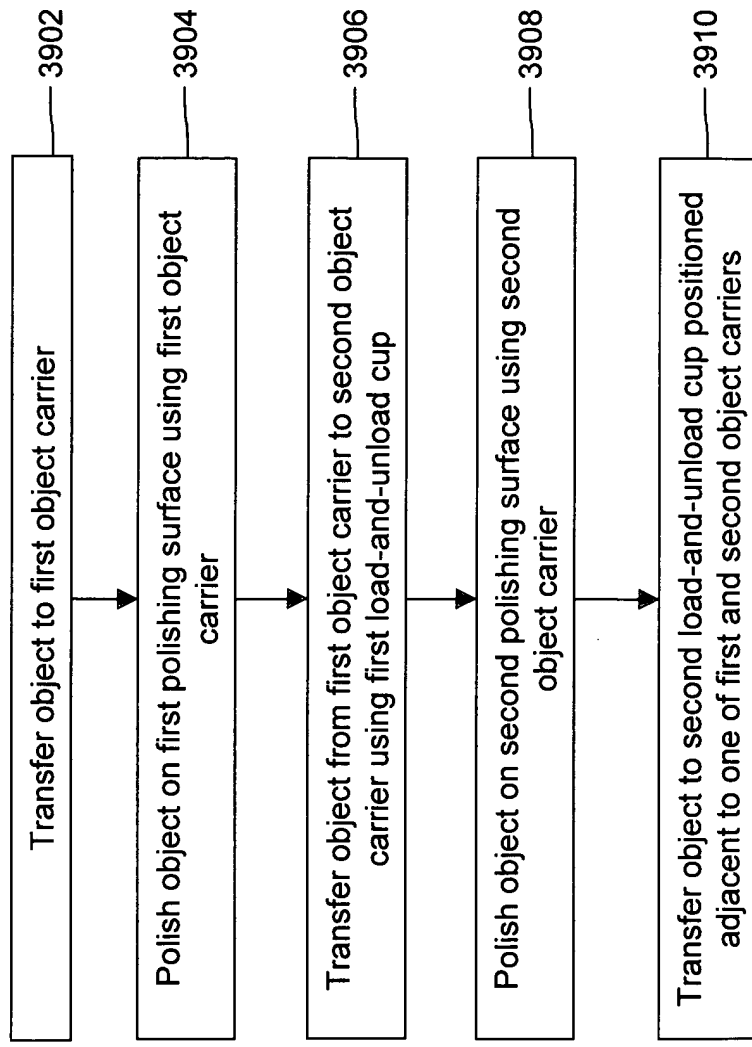 Transfer object to first object carrier
3902
Polish object on first polishing surface using first object
carrier
3904
Transfer object from first object carrier to second object
carrier using first load-and-unload cup
3906
Polish object on second polishing surface using second
object carrier
3908
Transfer object to second load-and-unload cup positioned
adjacent to one of first and second object carriers
3910